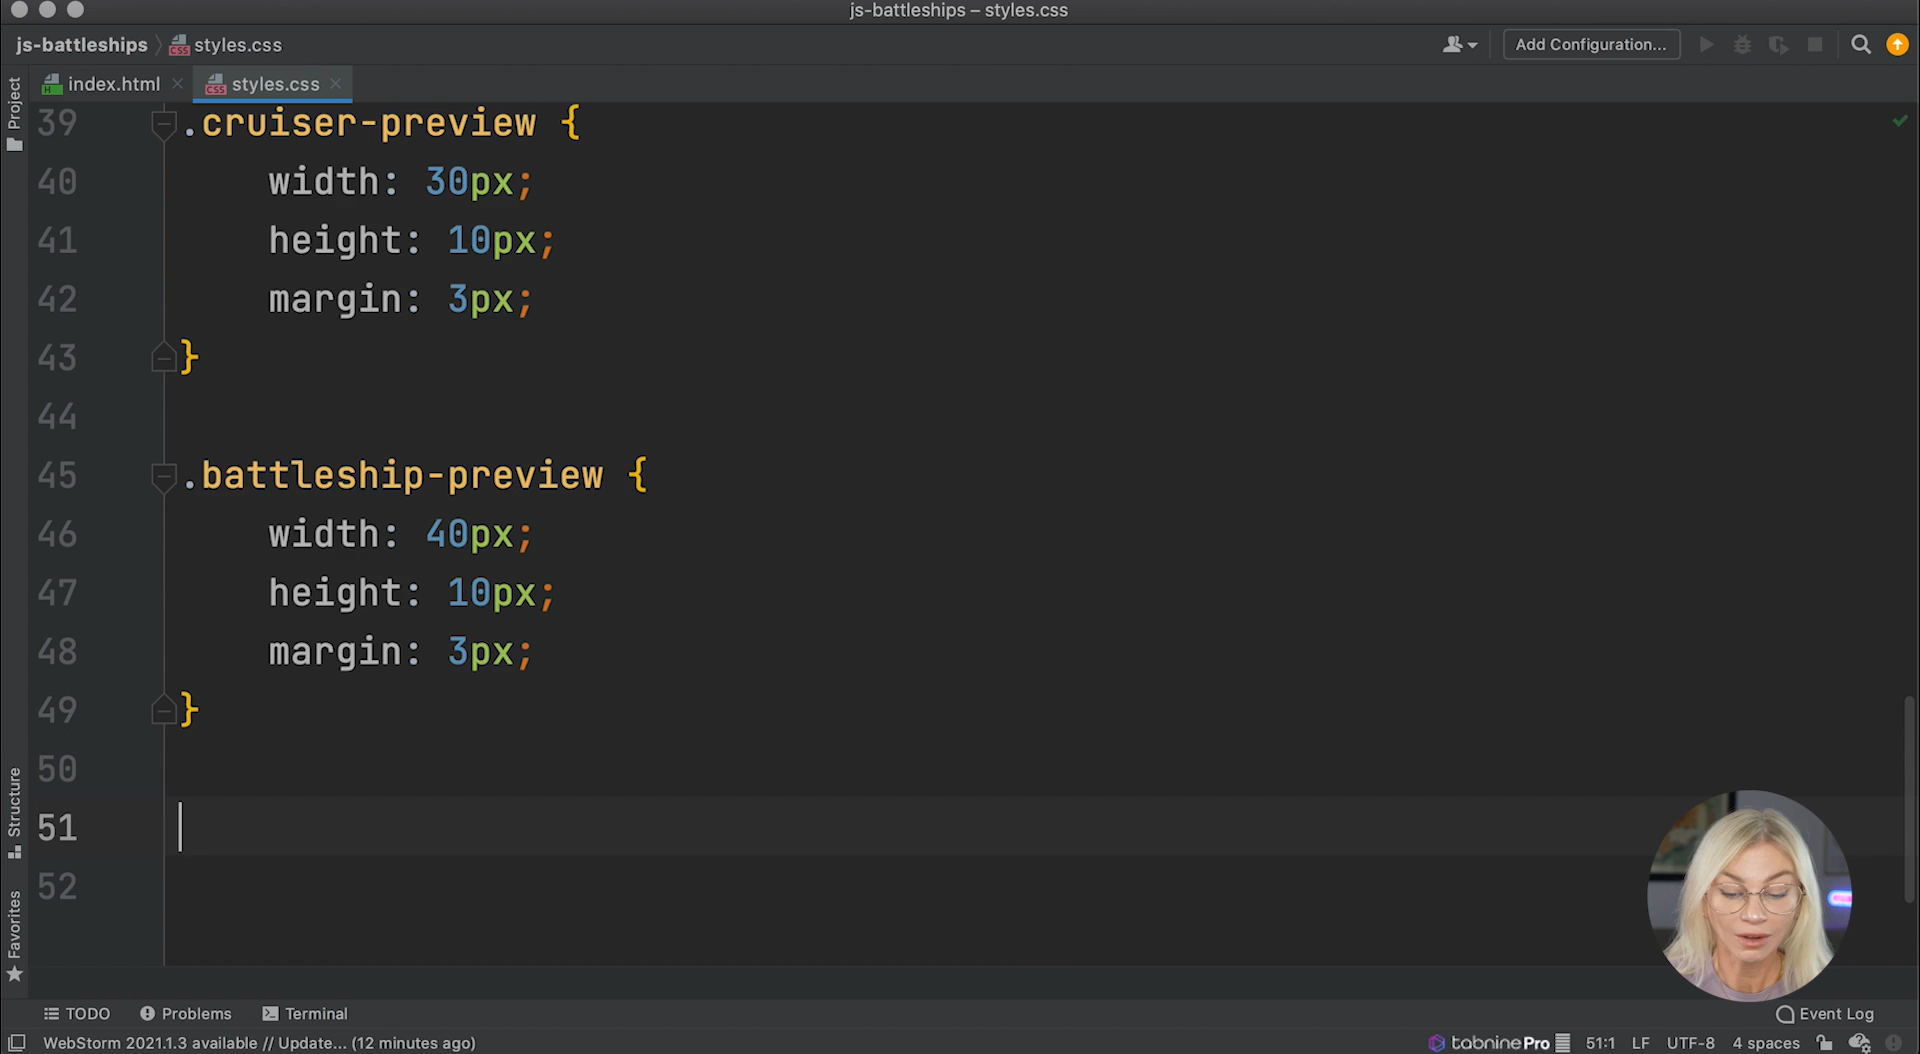 js-battleships – styles.css
js-battleships styles.css
Add Configuration...
index.html styles.css
Project
39 .cruiser-preview {
40 width: 30px;
41 height: 10px;
42 margin: 3px;
43 }
44
45 .battleship-preview {
46 width: 40px;
47 height: 10px;
48 margin: 3px;
49 }
50
51
52
Structure
Favorites
TODO Problems Terminal Event Log
WebStorm 2021.1.3 available // Update... (12 minutes ago) tabnine Pro 51:1 LF UTF-8 4 spaces